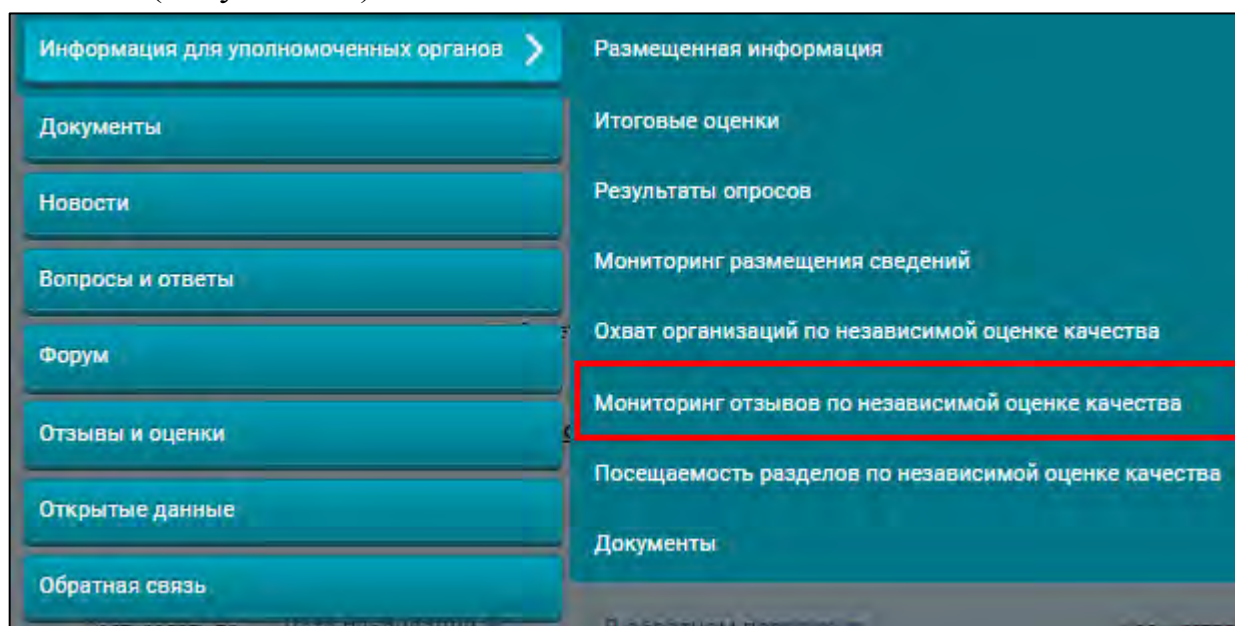 Информация для уполномоченных органов
Документы
Новости
Вопросы и ответы
Форум
Отзывы и оценки
Открытые данные
Обратная связь
Размещенная информация
Итоговые оценки
Результаты опросов
Мониторинг размещения сведений
Охват организаций по независимой оценке качества
Мониторинг отзывов по независимой оценке качества
Посещаемость разделов по независимой оценке качества
Документы